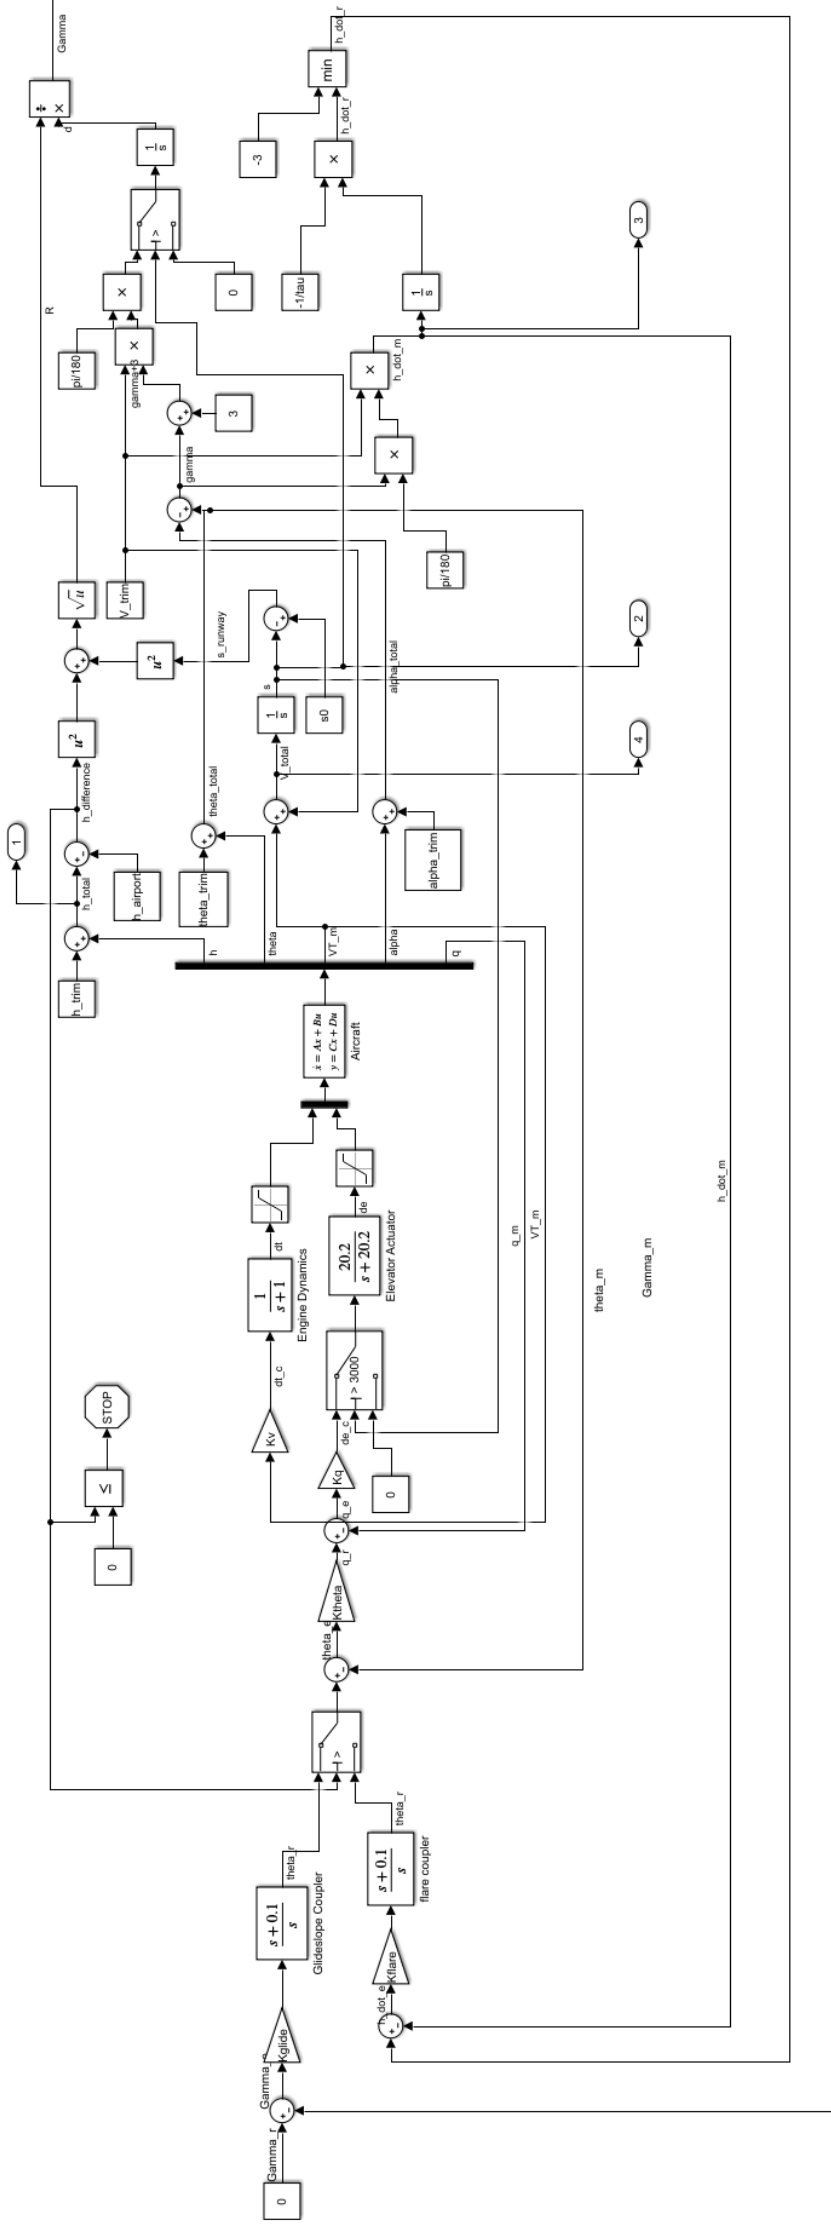 0
Gamma_r
Gamma_
Kglide
s+0.1
s
Glideslope Coupler
theta_r
h_dot_e
Kflare
s+0.1
s
flare coupler
theta_r
>
theta_e
Ktheta
q_r
q_e
Kq
de_c
0
> 3000
20.2
s+20.2
Elevator Actuator
de
Kv
dt_c
1
s+1
Engine Dynamics
dt
0
≤
STOP
ẋ = Ax + Bu
y = Cx + Du
Aircraft
h
theta
VT_m
alpha
q
h_trim
h_total
1
h_airport
h_difference
u²
theta_trim
theta_total
V_total
1
s
s
s0
s_runway
u²
√u
alpha_trim
alpha_total
4
2
3
V_trim
gamma
3
gamma+3
×
pi/180
×
0
>
1
s
d
R
÷
×
Gamma
pi/180
×
×
h_dot_m
1
s
-1/tau
×
h_dot_r
-3
min
h_dot_r
q_m
VT_m
theta_m
Gamma_m
h_dot_m